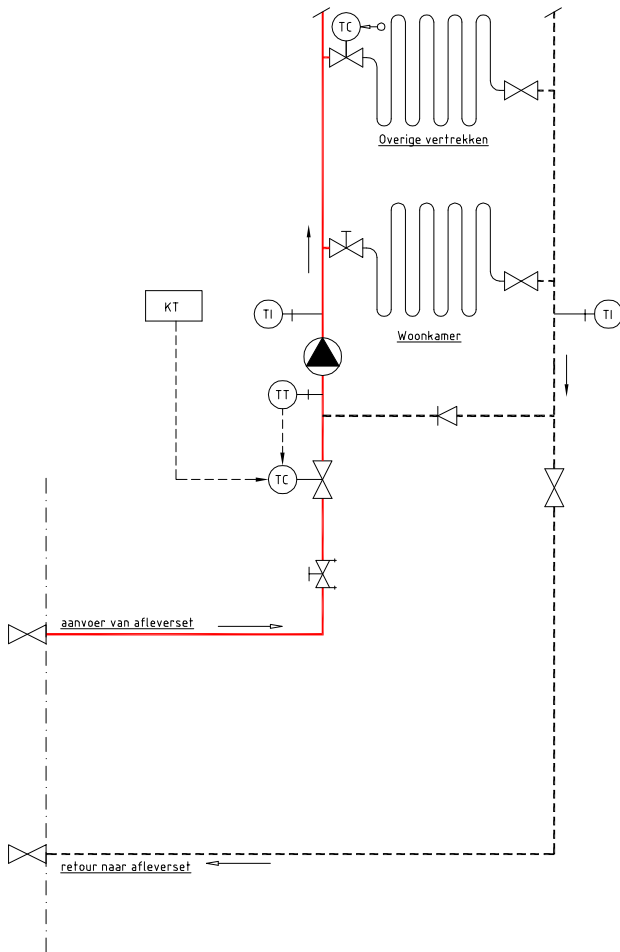 TC
Overige vertrekken
KT
TI
TI
Woonkamer
TT
TC
aanvoer van afleverset
retour naar afleverset